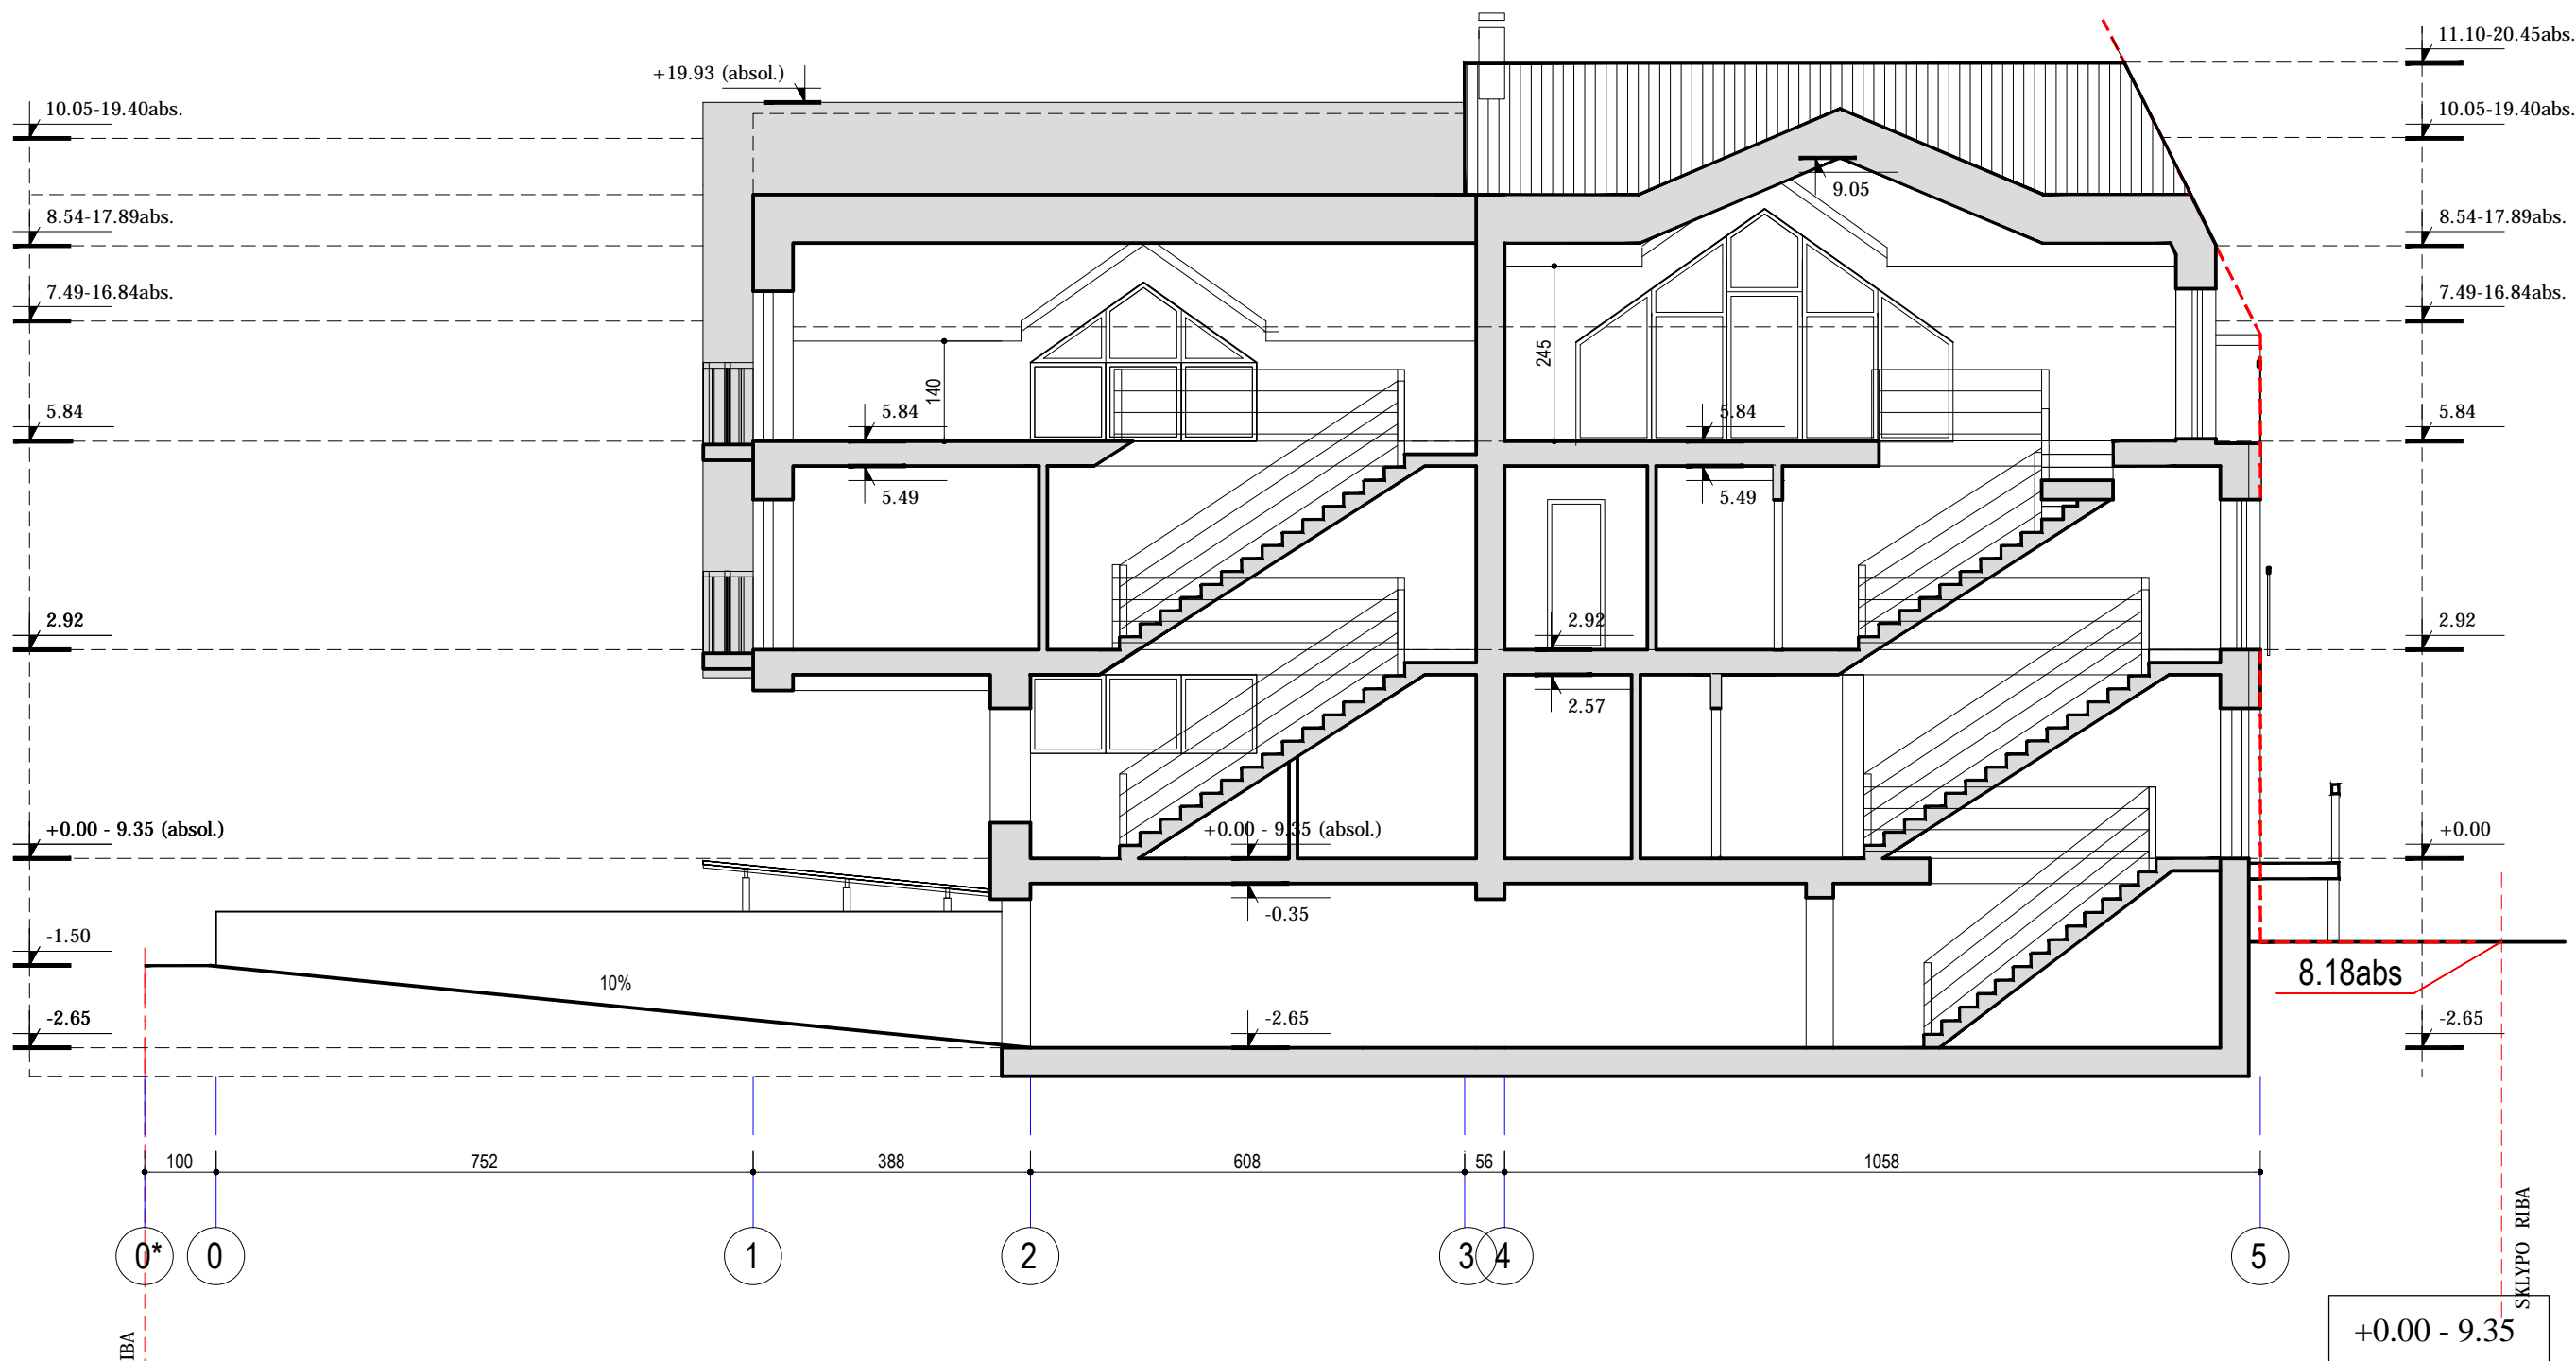 11.10-20.45abs.
+19.93 (absol.)
10.05-19.40abs.
10.05-19.40abs.
9.05
8.54-17.89abs.
8.54-17.89abs.
7.49-16.84abs.
7.49-16.84abs.
245
140
5.84
5.84
5.84
5.84
5.49
5.49
2.92
2.92
2.92
2.57
+0.00 - 9.35 (absol.)
+0.00 - 9.35 (absol.)
+0.00
-0.35
-1.50
8.18abs
10%
-2.65
-2.65
-2.65
100
752
388
608
56
1058
0*
0
1
2
3
4
5
SKLYPO RIBA
IBA
+0.00 - 9.35